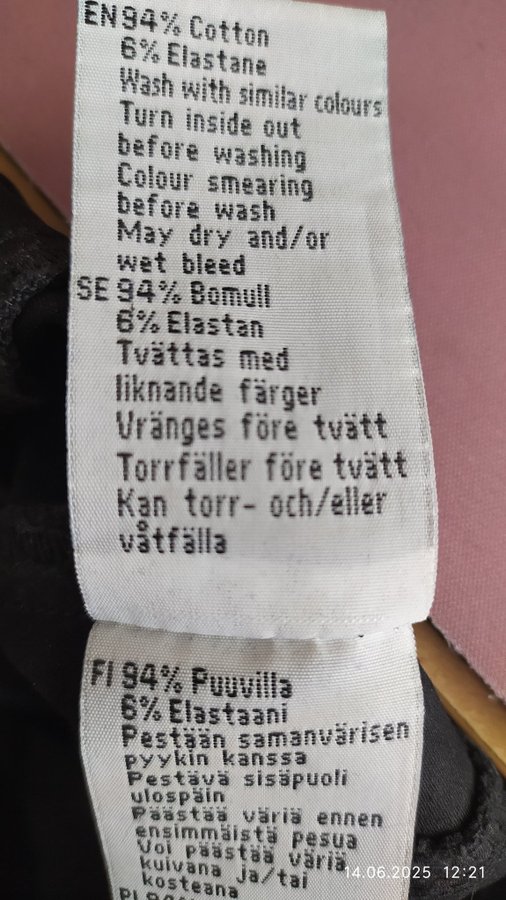 EN 94% Cotton
6% Elastane
Wash with similar colours
Turn inside out
before washing
Colour smearing
before wash
May dry and/or
wet bleed
SE 94% Bomull
6% Elastan
Tvättas med
liknande färger
Vränges före tvätt
Torrfäller före tvätt
Kan torr- och/eller
våtfälla
FI 94% Puuvilla
6% Elastaani
Pestään samanvärisen
pyykin kanssa
Pestävä sisäpuoli
ulospäin
Päästää väriä ennen
ensimmäistä pesua
Voi päästää väriä
kuivana ja/tai
kosteana
14.06.2025 12:21